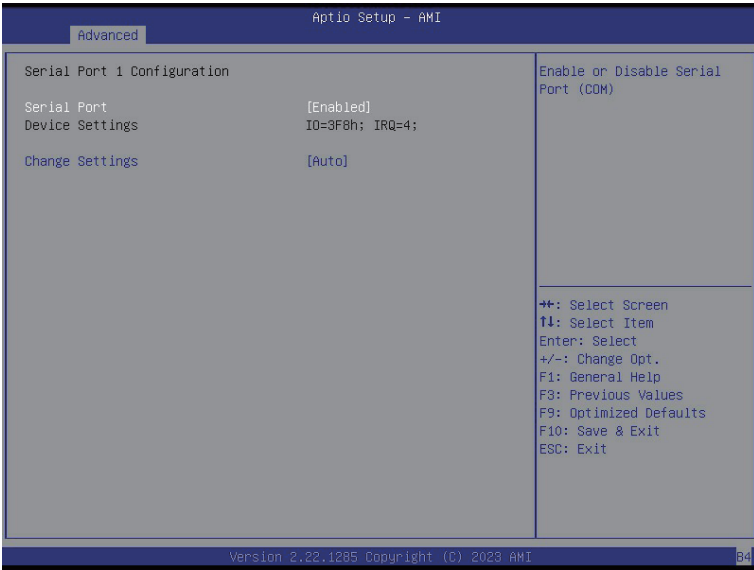 Aptio Setup – AMI
Advanced
Serial Port 1 Configuration
Serial Port [Enabled]
Device Settings IO=3F8h; IRQ=4;
Change Settings [Auto]
Enable or Disable Serial
Port (COM)
→←: Select Screen
↑↓: Select Item
Enter: Select
+/-: Change Opt.
F1: General Help
F3: Previous Values
F9: Optimized Defaults
F10: Save & Exit
ESC: Exit
Version 2.22.1285 Copyright (C) 2023 AMI
B4